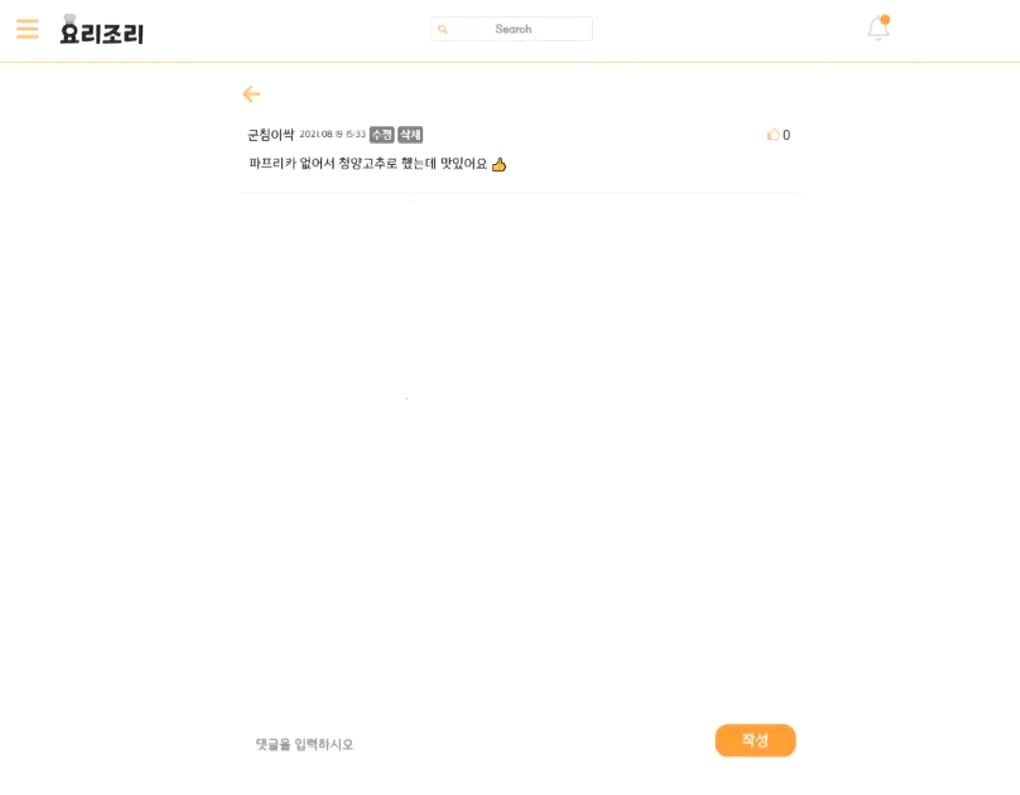 요리조리
Search
군침이싹 2021.08.19 15:33 수정 삭제
0
파프리카 없어서 청양고추로 했는데 맛있어요 👍
댓글을 입력하시오
작성